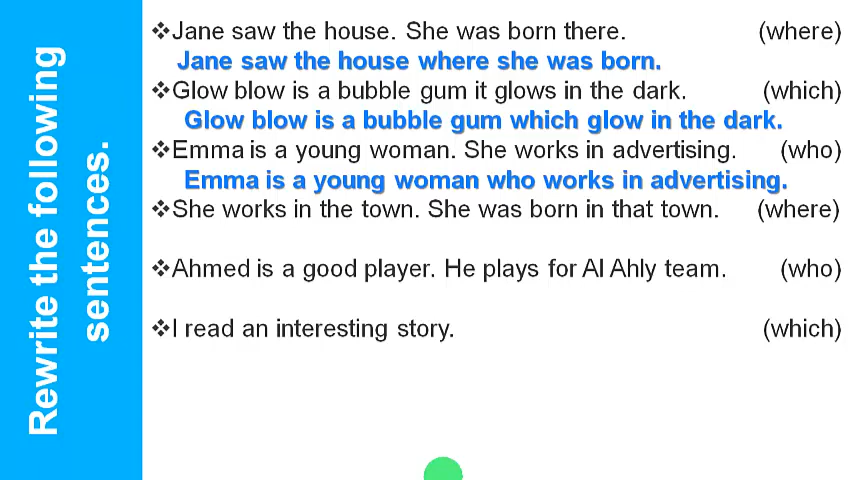 Rewrite the following
sentences.
❖Jane saw the house. She was born there. (where)
Jane saw the house where she was born.
❖Glow blow is a bubble gum it glows in the dark. (which)
Glow blow is a bubble gum which glow in the dark.
❖Emma is a young woman. She works in advertising. (who)
Emma is a young woman who works in advertising.
❖She works in the town. She was born in that town. (where)
❖Ahmed is a good player. He plays for Al Ahly team. (who)
❖I read an interesting story. (which)